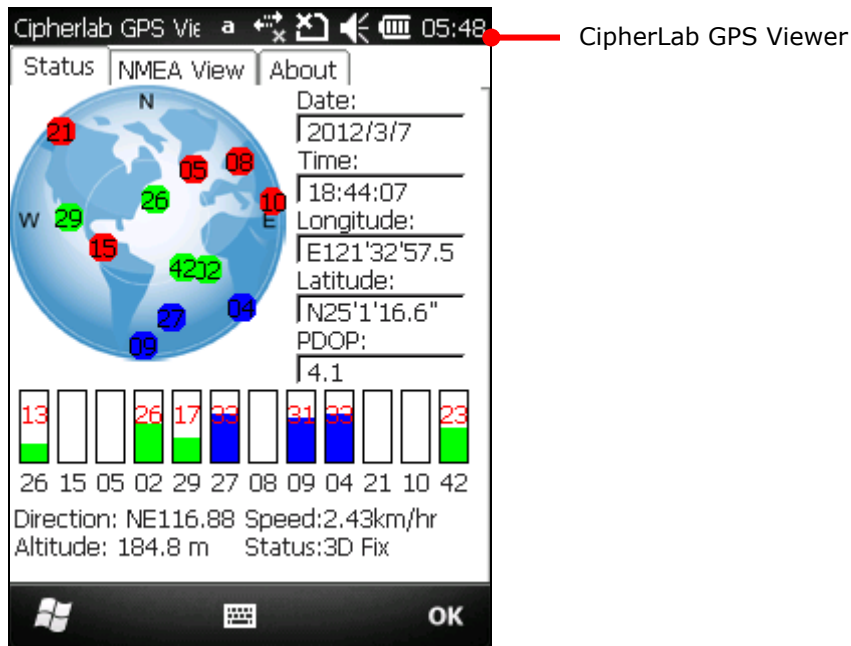 Cipherlab GPS Vie a 05:48
CipherLab GPS Viewer
Status NMEA View About
N
21
05
08
26
10
29
W
E
15
42 02
27
04
09
Date:
2012/3/7
Time:
18:44:07
Longitude:
E121'32'57.5
Latitude:
N25'1'16.6"
PDOP:
4.1
13 26 17 33 31 33 23
26 15 05 02 29 27 08 09 04 21 10 42
Direction: NE116.88 Speed:2.43km/hr
Altitude: 184.8 m Status:3D Fix
OK